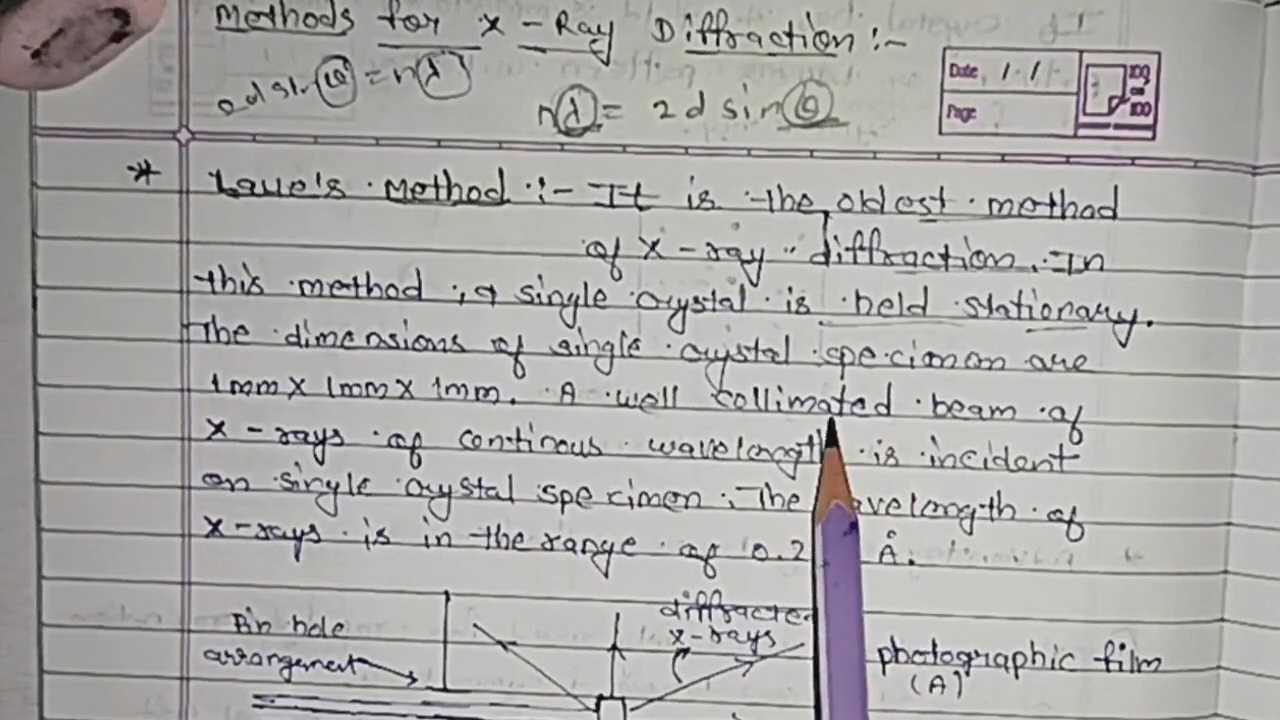 Methods for X-Ray Diffraction :-
2d sin θ = nλ
nλ = 2d sin θ
Date / /
Page
* Laue's Method :- It is the oldest method
of X-ray diffraction. In
this method, a single crystal is held stationary.
The dimensions of single crystal specimen are
1mm X 1mm X 1mm. A well collimated beam of
X-rays of continous wavelength is incident
on single crystal specimen. The wavelength of
X-rays is in the range of 0.2 Å.
Pin hole
arrangement
diffracted
X-rays
photographic film
(A)